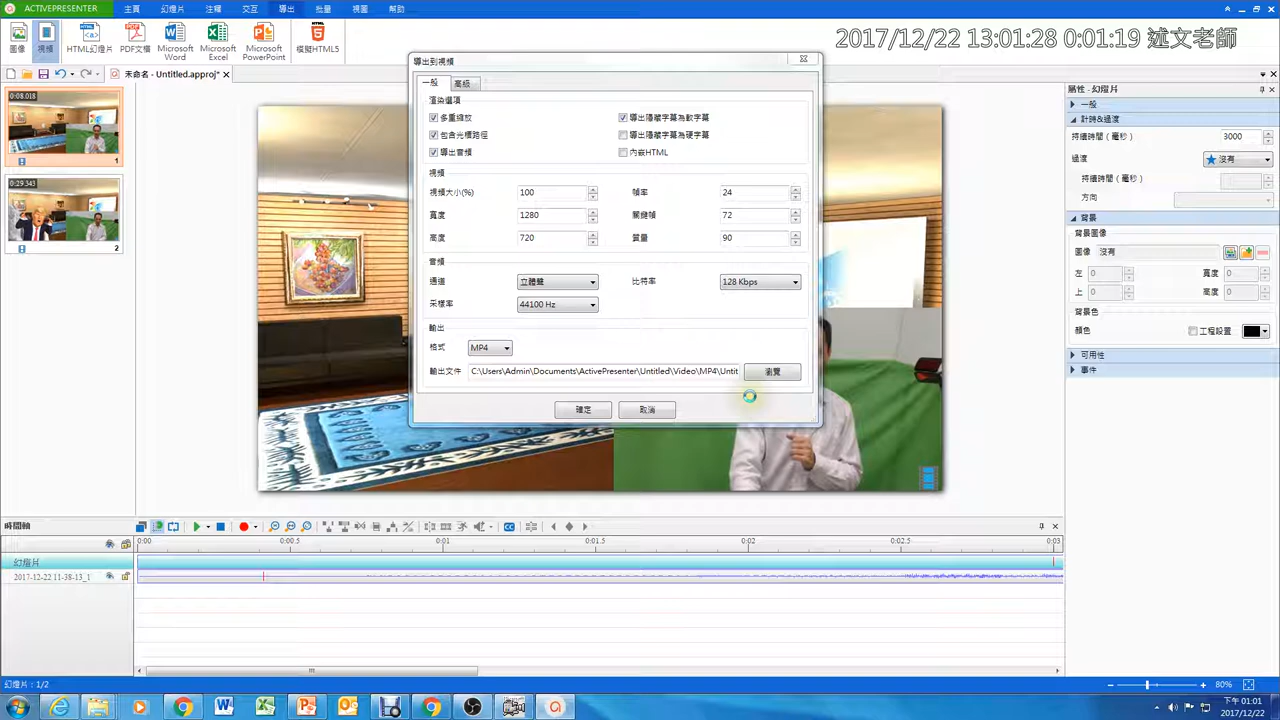 ACTIVEPRESENTER 主頁 幻燈片 注釋 交互 導出 批量 視圖 幫助
圖像 視頻 HTML幻燈片 PDF文檔 Microsoft Word Microsoft Excel Microsoft PowerPoint 模擬HTML5
2017/12/22 13:01:28 0:01:19 述文老師
未命名 - Untitled.approj*
0:08.018
1
0:29.343
2
導出到視頻
一般 高級
渲染選項
多重縮放 導出隱藏字幕為軟字幕
包含光標路徑 導出隱藏字幕為硬字幕
導出音頻 內嵌HTML
視頻
視頻大小(%) 100 幀率 24
寬度 1280 關鍵幀 72
高度 720 質量 90
音頻
通道 立體聲 比特率 128 Kbps
采樣率 44100 Hz
輸出
格式 MP4
輸出文件 C:\Users\Admin\Documents\ActivePresenter\Untitled\Video\MP4\Untit 瀏覽
確定 取消
屬性 - 幻燈片
一般
計時&過渡
持續時間（毫秒） 3000
過渡 沒有
持續時間（毫秒）
方向
背景
背景圖像
圖像 沒有
左 0 寬度 0
上 0 高度 0
背景色
顏色 工程設置
可用性
事件
時間軸
CC
0:00 0:00.5 0:01 0:01.5 0:02 0:02.5 0:03
幻燈片
2017-12-22 11-38-13_1
幻燈片：1/2 80%
下午 01:01
2017/12/22